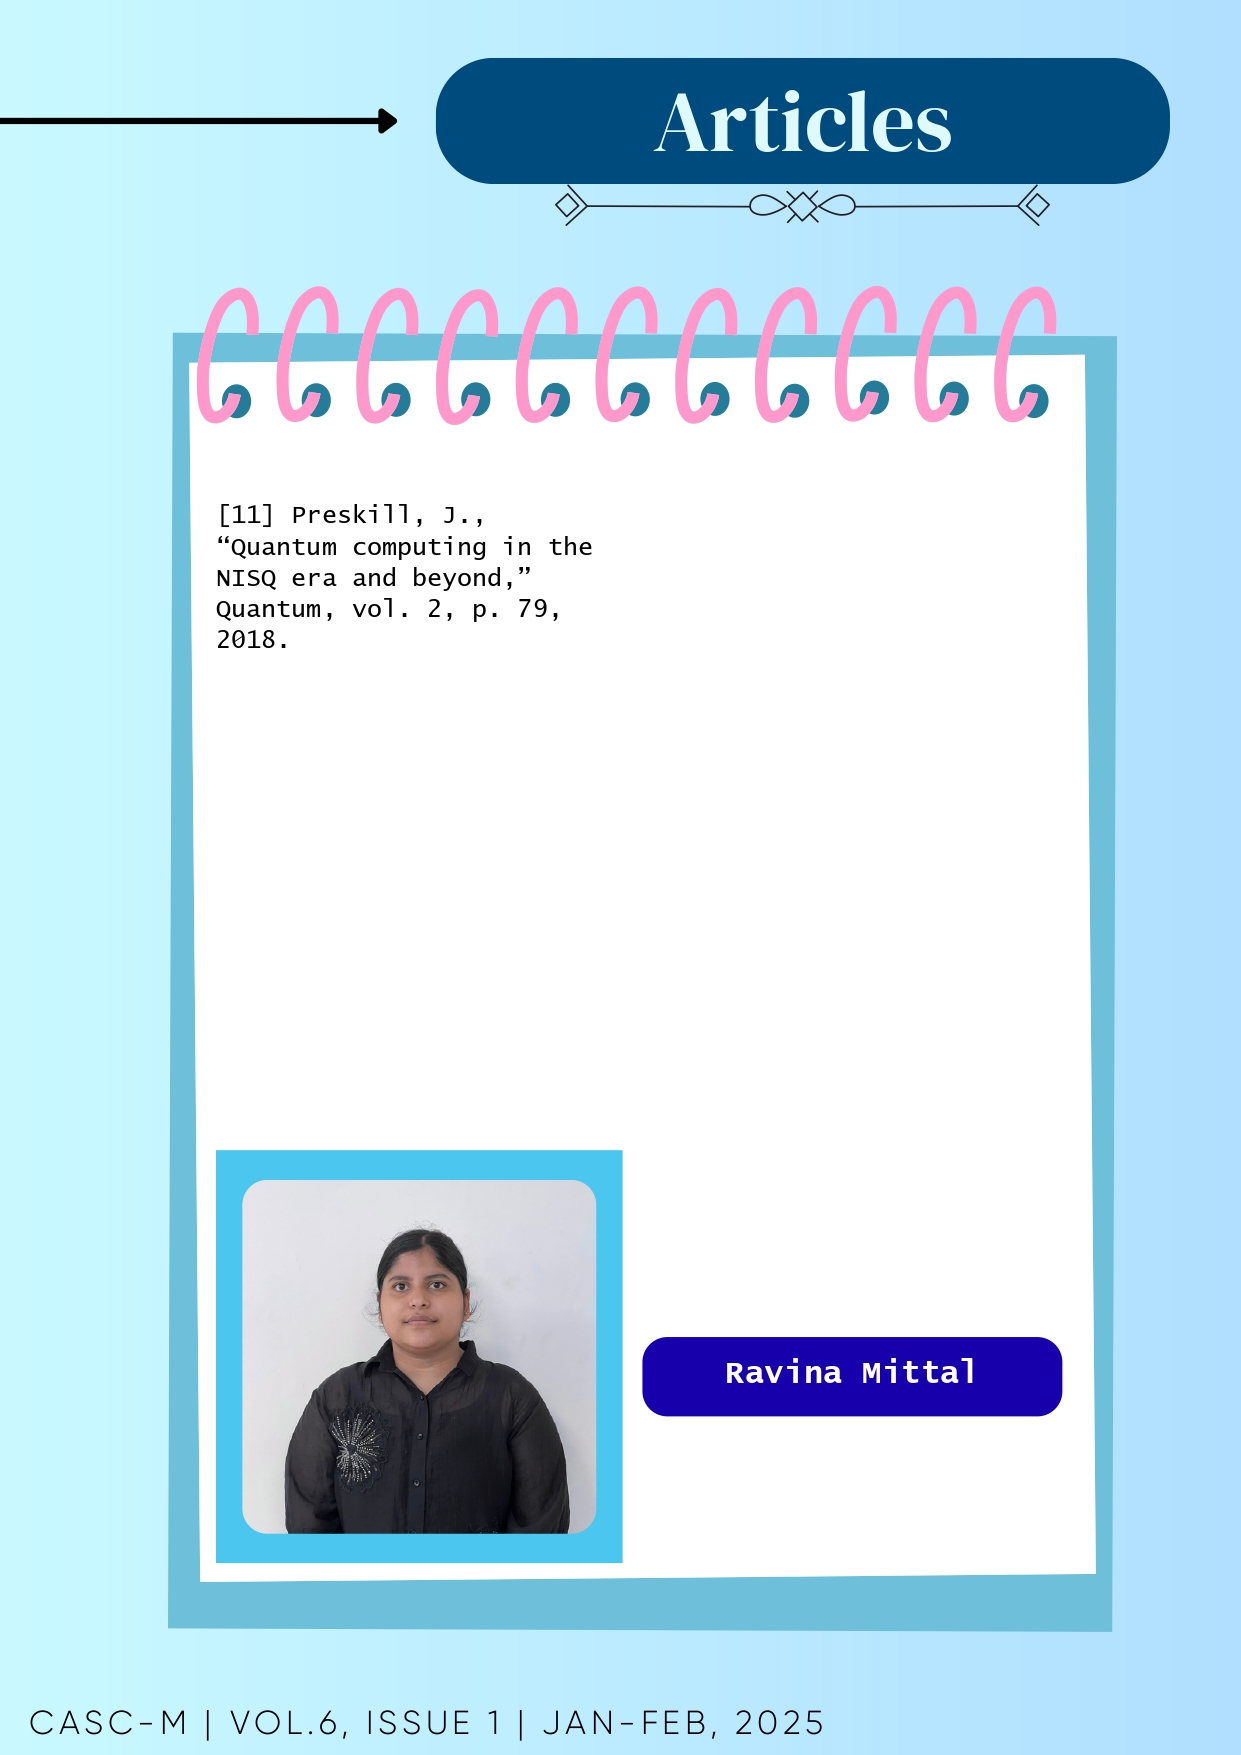 Articles
[11] Preskill, J.,
“Quantum computing in the
NISQ era and beyond,”
Quantum, vol. 2, p. 79,
2018.
Ravina Mittal
CASC-M | VOL.6, ISSUE 1 | JAN-FEB, 2025